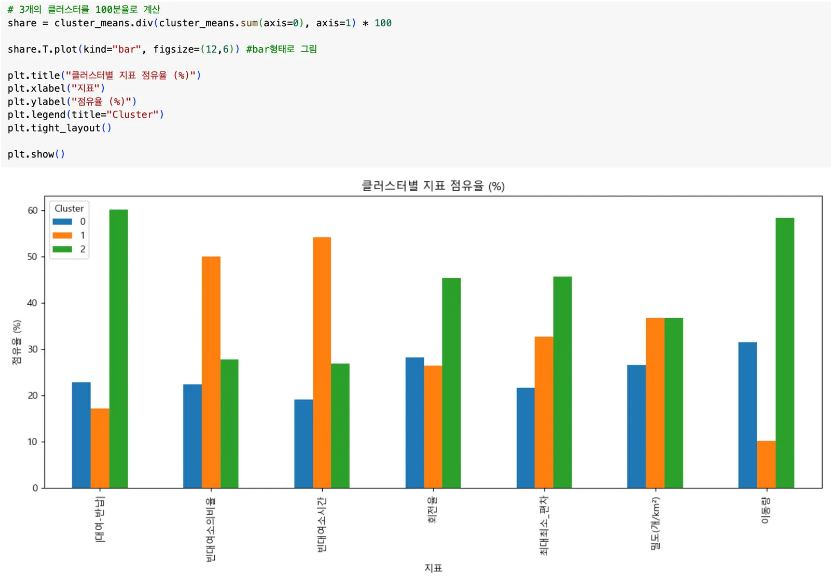 # 3개의 클러스터를 100분율로 계산
share = cluster_means.div(cluster_means.sum(axis=0), axis=1) * 100
share.T.plot(kind="bar", figsize=(12,6)) #bar형태로 그림
plt.title("클러스터별 지표 점유율 (%)")
plt.xlabel("지표")
plt.ylabel("점유율 (%)")
plt.legend(title="Cluster")
plt.tight_layout()
plt.show()
클러스터별 지표 점유율 (%)
Cluster
0
1
2
점유율 (%)
60
50
40
30
20
10
0
|대여-반납|
빈대여소의비율
빈대여소시간
회전율
최대최소_편차
밀도(개/km²)
이동량
지표